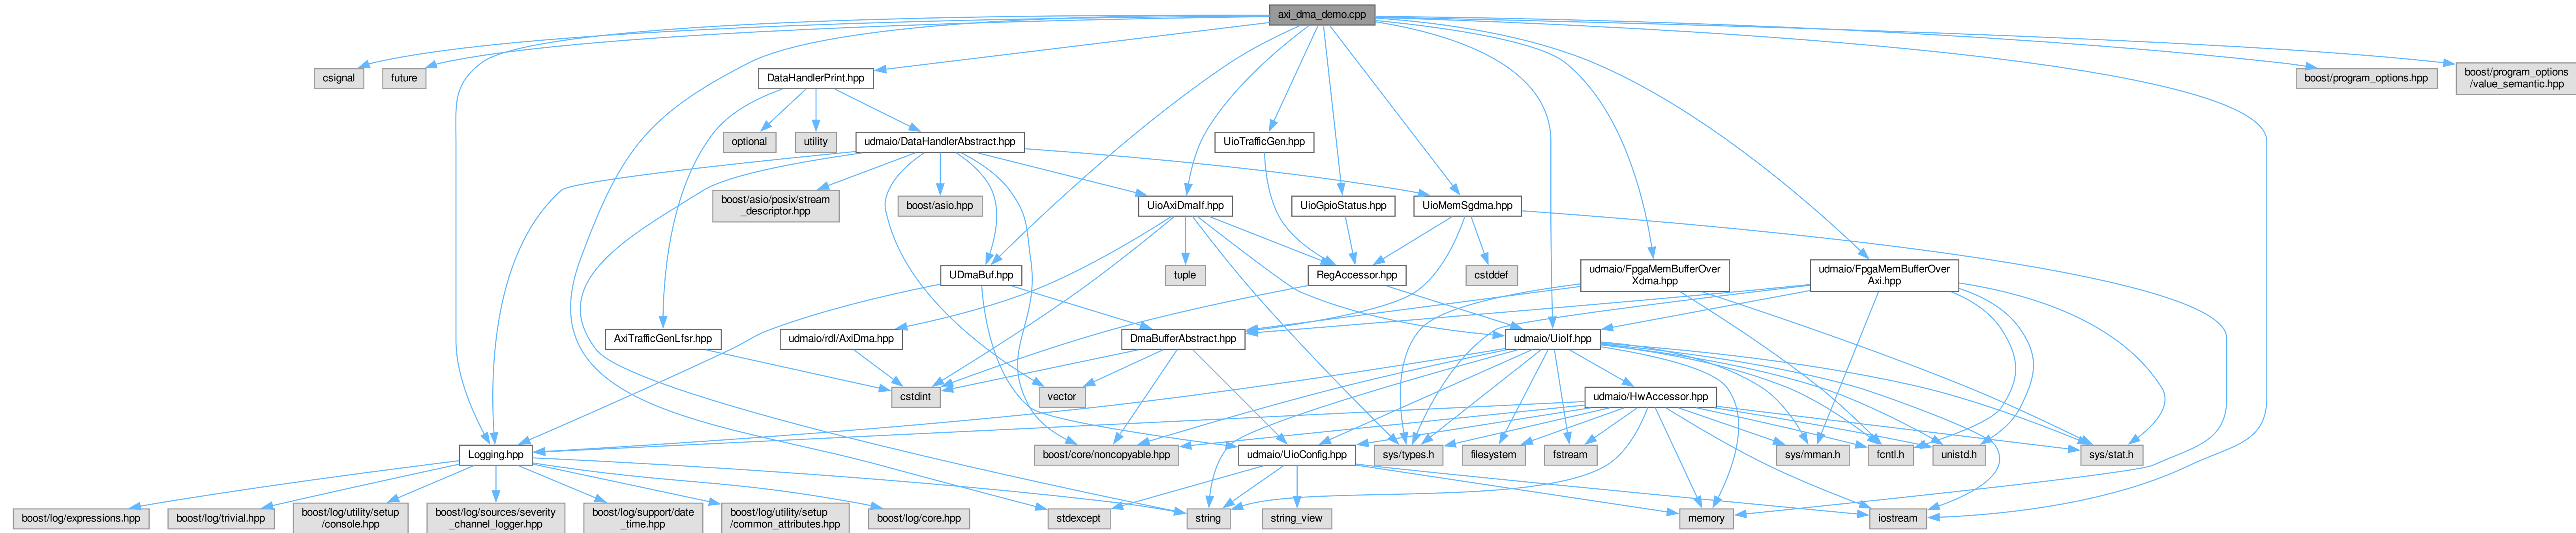 axi_dma_demo.cpp
csignal
future
DataHandlerPrint.hpp
boost/program_options.hpp
boost/program_options
/value_semantic.hpp
optional
utility
udmaio/DataHandlerAbstract.hpp
UioTrafficGen.hpp
boost/asio/posix/stream
_descriptor.hpp
boost/asio.hpp
UioAxiDmaIf.hpp
UioGpioStatus.hpp
UioMemSgdma.hpp
UDmaBuf.hpp
tuple
RegAccessor.hpp
cstddef
udmaio/FpgaMemBufferOver
Xdma.hpp
udmaio/FpgaMemBufferOver
Axi.hpp
AxiTrafficGenLfsr.hpp
udmaio/rdl/AxiDma.hpp
DmaBufferAbstract.hpp
udmaio/UioIf.hpp
cstdint
vector
udmaio/HwAccessor.hpp
Logging.hpp
boost/core/noncopyable.hpp
udmaio/UioConfig.hpp
sys/types.h
filesystem
fstream
sys/mman.h
fcntl.h
unistd.h
sys/stat.h
boost/log/expressions.hpp
boost/log/trivial.hpp
boost/log/utility/setup
/console.hpp
boost/log/sources/severity
_channel_logger.hpp
boost/log/support/date
_time.hpp
boost/log/utility/setup
/common_attributes.hpp
boost/log/core.hpp
stdexcept
string
string_view
memory
iostream